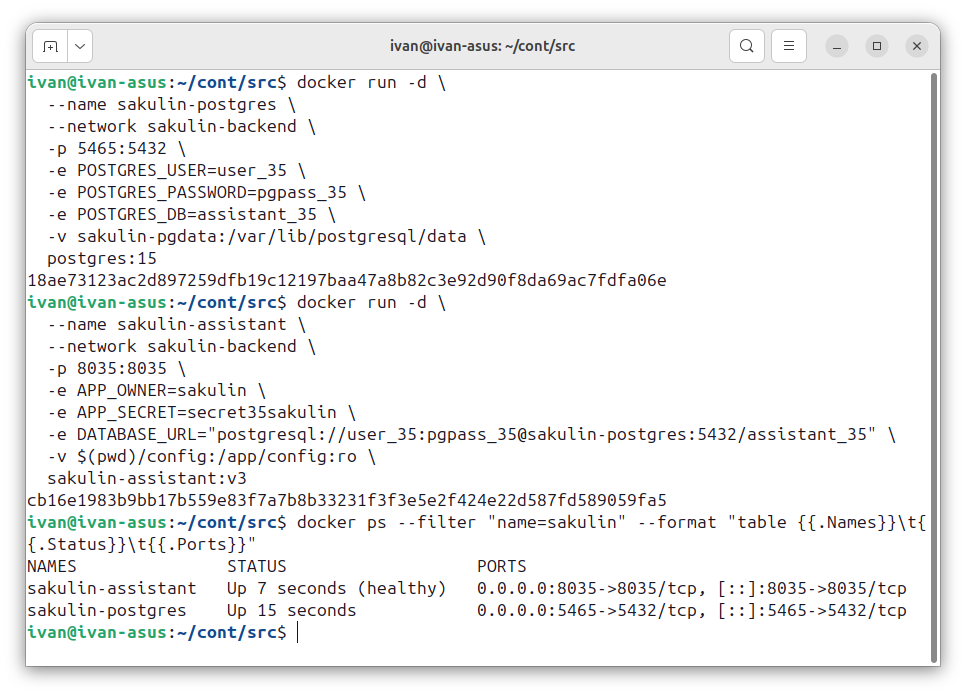 ivan@ivan-asus: ~/cont/src
ivan@ivan-asus:~/cont/src$ docker run -d \
  --name sakulin-postgres \
  --network sakulin-backend \
  -p 5465:5432 \
  -e POSTGRES_USER=user_35 \
  -e POSTGRES_PASSWORD=pgpass_35 \
  -e POSTGRES_DB=assistant_35 \
  -v sakulin-pgdata:/var/lib/postgresql/data \
  postgres:15
18ae73123ac2d897259dfb19c12197baa47a8b82c3e92d90f8da69ac7fdfa06e
ivan@ivan-asus:~/cont/src$ docker run -d \
  --name sakulin-assistant \
  --network sakulin-backend \
  -p 8035:8035 \
  -e APP_OWNER=sakulin \
  -e APP_SECRET=secret35sakulin \
  -e DATABASE_URL="postgresql://user_35:pgpass_35@sakulin-postgres:5432/assistant_35" \
  -v $(pwd)/config:/app/config:ro \
  sakulin-assistant:v3
cb16e1983b9bb17b559e83f7a7b8b33231f3f3e5e2f424e22d587fd589059fa5
ivan@ivan-asus:~/cont/src$ docker ps --filter "name=sakulin" --format "table {{.Names}}\t{
{.Status}}\t{{.Ports}}"
NAMES               STATUS                   PORTS
sakulin-assistant   Up 7 seconds (healthy)   0.0.0.0:8035->8035/tcp, [::]:8035->8035/tcp
sakulin-postgres    Up 15 seconds            0.0.0.0:5465->5432/tcp, [::]:5465->5432/tcp
ivan@ivan-asus:~/cont/src$